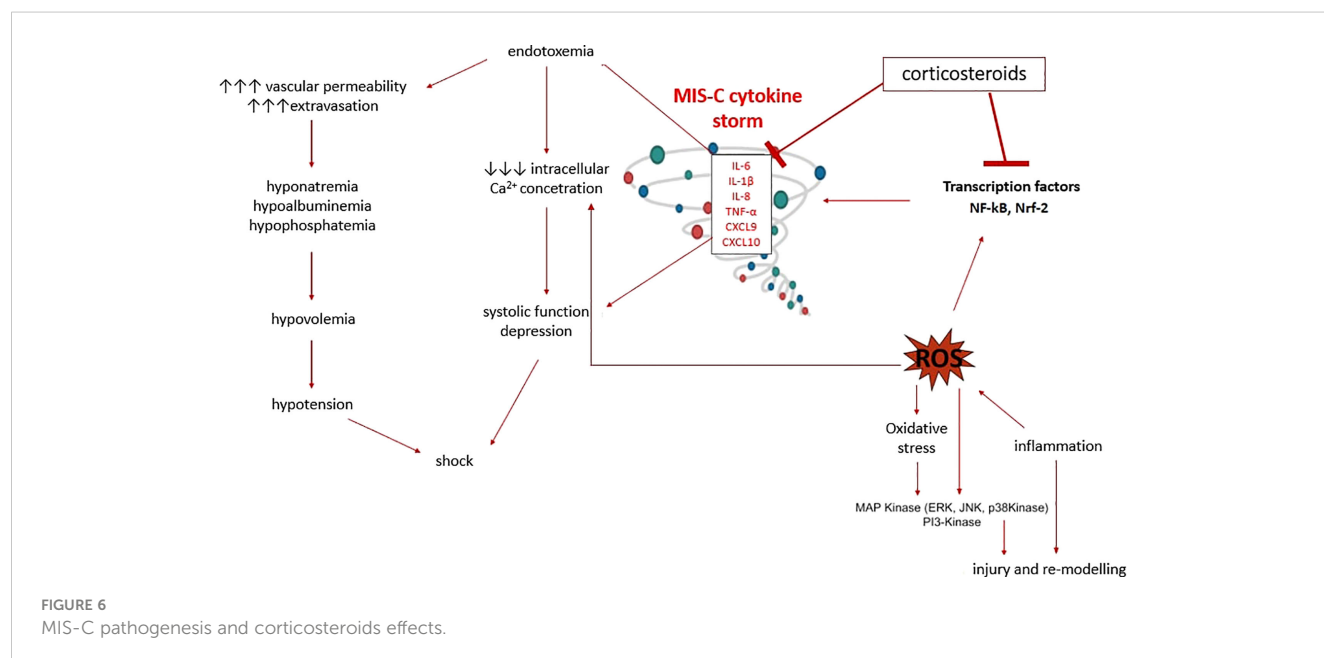 endotoxemia
↑↑↑ vascular permeability
↑↑↑extravasation
corticosteroids
MIS-C cytokine
storm
↓↓↓ intracellular
Ca²⁺ concetration
IL-6
IL-1β
IL-8
TNF-α
CXCL9
CXCL10
Transcription factors
NF-kB, Nrf-2
hyponatremia
hypoalbuminemia
hypophosphatemia
hypovolemia
systolic function
depression
ROS
hypotension
shock
Oxidative
stress
inflammation
MAP Kinase (ERK, JNK, p38Kinase)
PI3-Kinase
injury and re-modelling
FIGURE 6
MIS-C pathogenesis and corticosteroids effects.